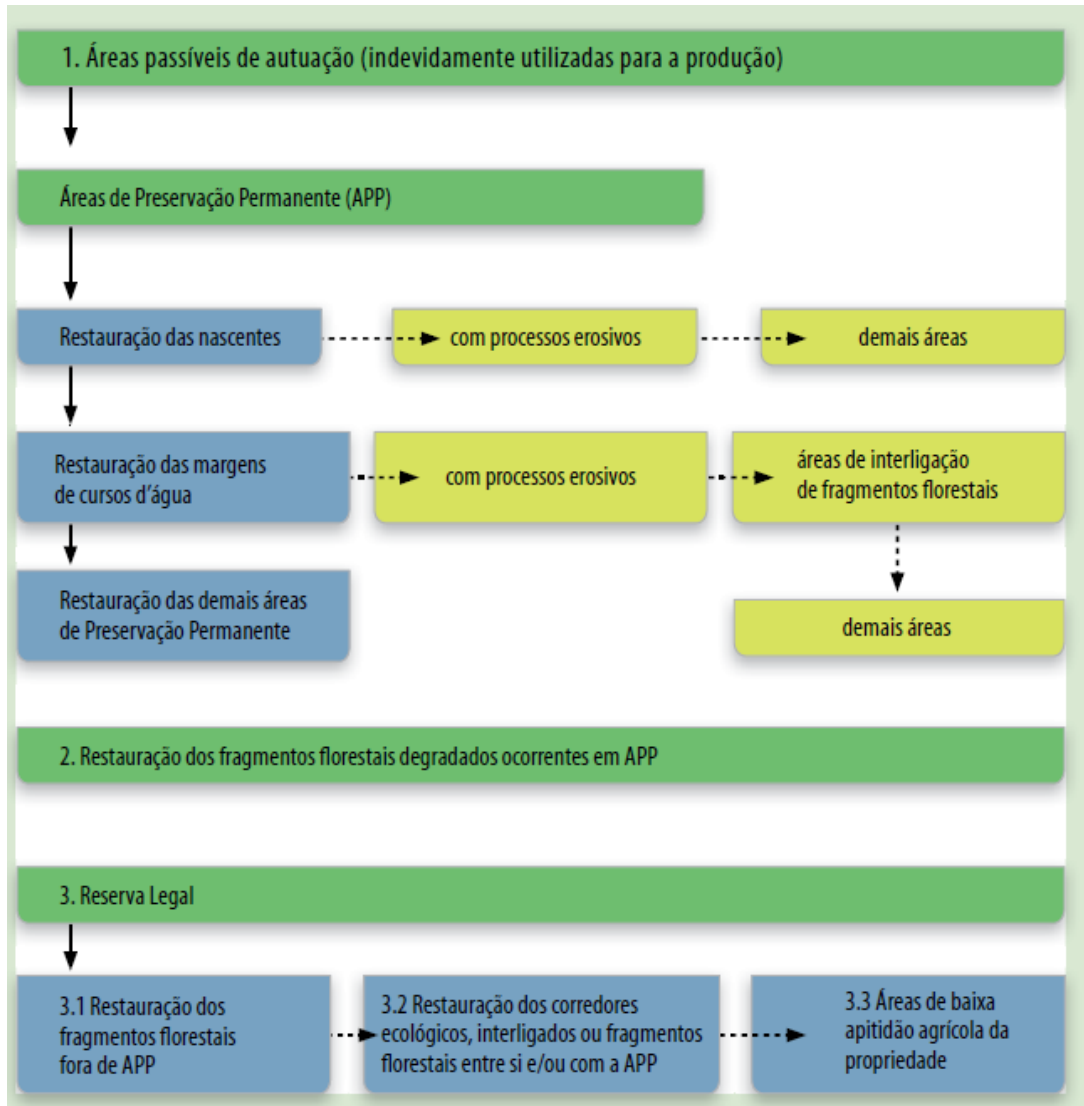 1. Áreas passíveis de autuação (indevidamente utilizadas para a produção)
Áreas de Preservação Permanente (APP)
Restauração das nascentes
com processos erosivos
demais áreas
Restauração das margens
de cursos d'água
com processos erosivos
áreas de interligação
de fragmentos florestais
Restauração das demais áreas
de Preservação Permanente
demais áreas
2. Restauração dos fragmentos florestais degradados ocorrentes em APP
3. Reserva Legal
3.1 Restauração dos
fragmentos florestais
fora de APP
3.2 Restauração dos corredores
ecológicos, interligados ou fragmentos
florestais entre si e/ou com a APP
3.3 Áreas de baixa
apitidão agrícola da
propriedade